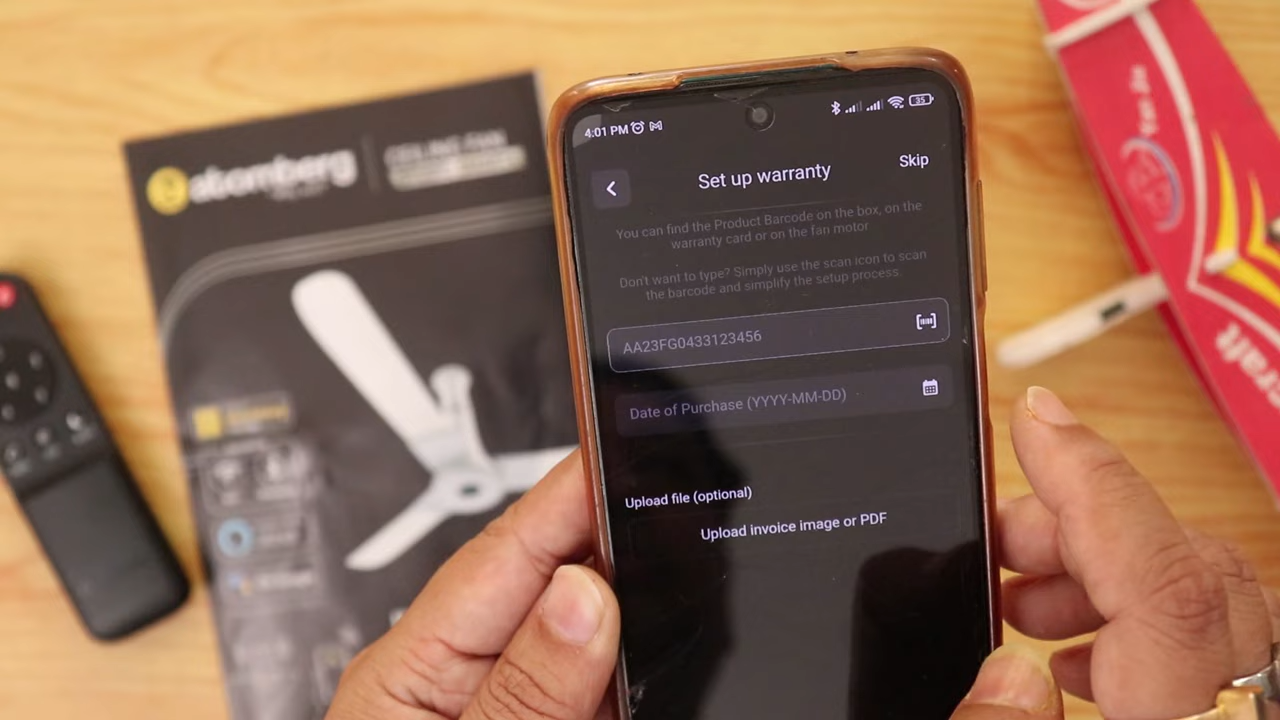 4:01 PM
35
Set up warranty
Skip
You can find the Product Barcode on the box, on the
warranty card or on the fan motor
Don't want to type? Simply use the scan icon to scan
the barcode and simplify the setup process.
AA23FG0433123456
Date of Purchase (YYYY-MM-DD)
Upload file (optional)
Upload invoice image or PDF
atomberg
CEILING FAN